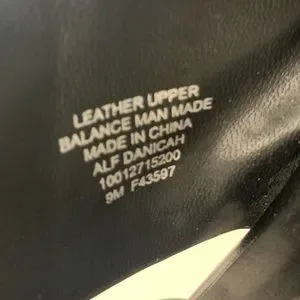 LEATHER UPPER
BALANCE MAN MADE
MADE IN CHINA
ALF DANICAH
10012715200
9M F43597